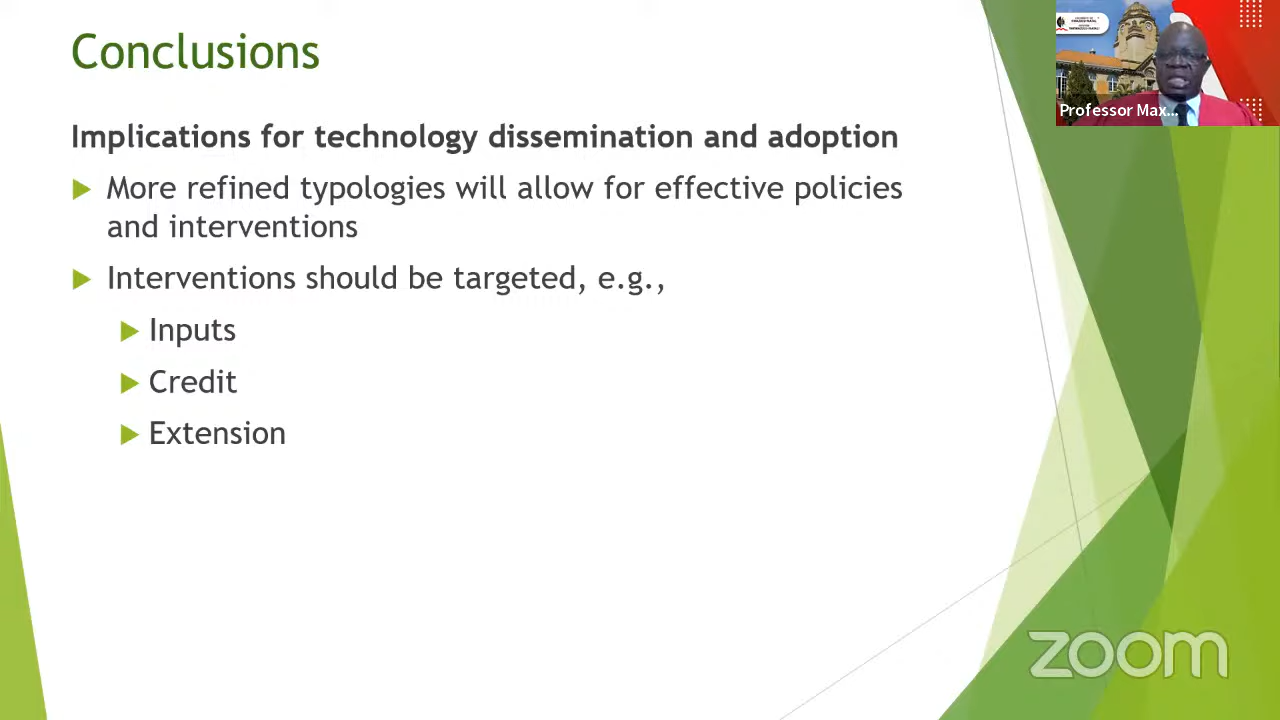 Conclusions
Implications for technology dissemination and adoption
More refined typologies will allow for effective policies
and interventions
Interventions should be targeted, e.g.,
Inputs
Credit
Extension
Professor Max...
zoom